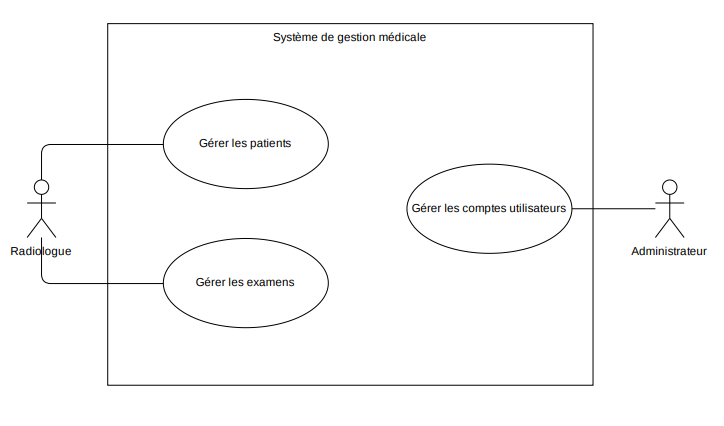 Système de gestion médicale
Gérer les patients
Gérer les comptes utilisateurs
Radiologue
Administrateur
Gérer les examens